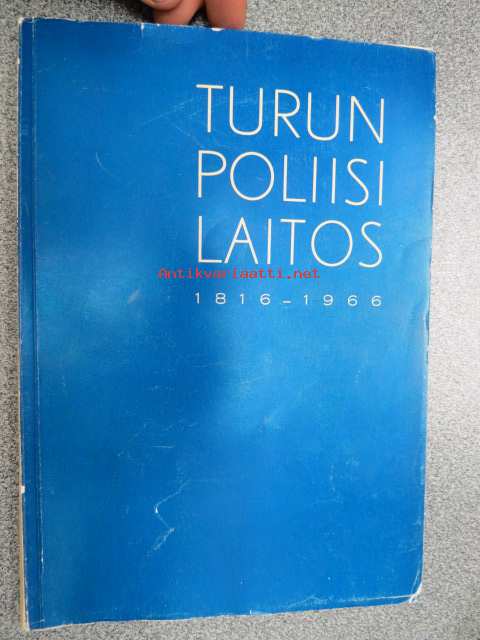 TURUN
POLIISI
LAITOS
Antikvariaatti.net
1816-1966